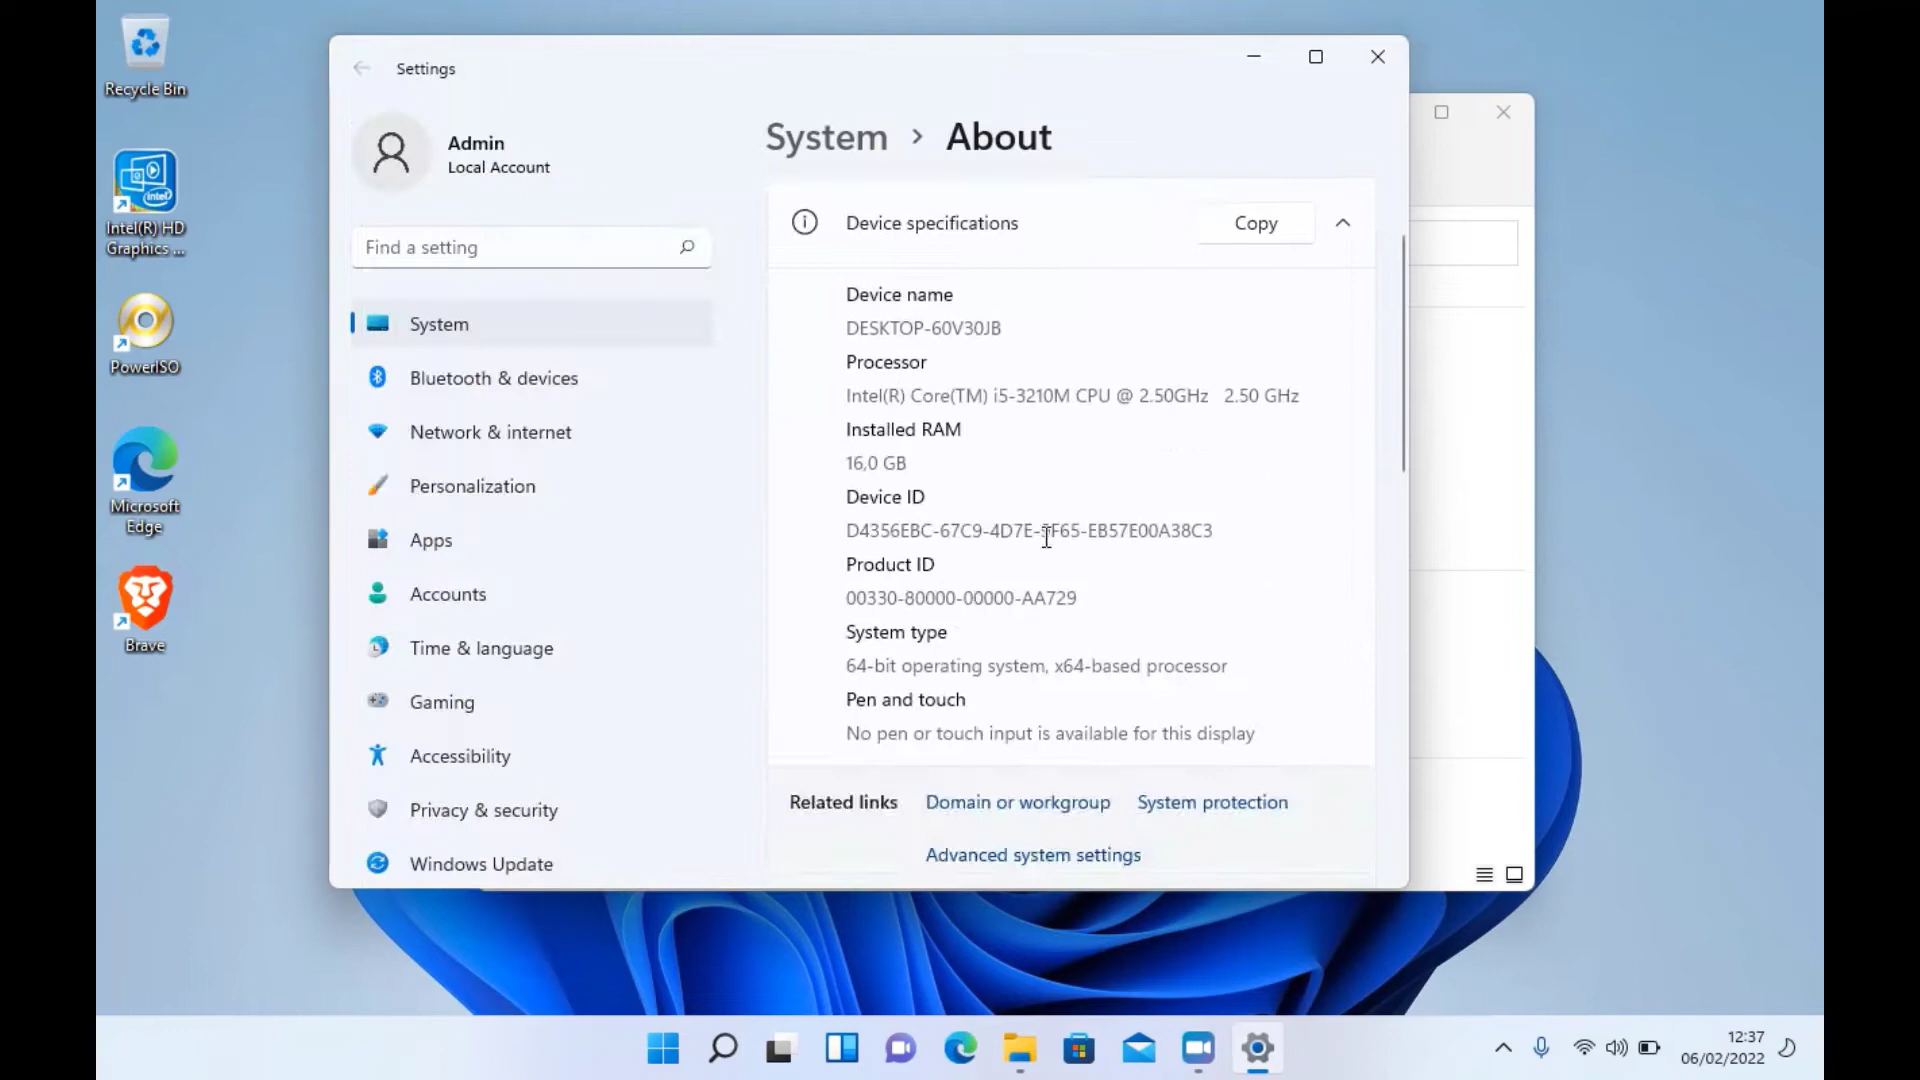 Recycle Bin
Intel(R) HD
Graphics ...
PowerISO
Microsoft
Edge
Brave
Settings
Admin
Local Account
Find a setting
System
Bluetooth & devices
Network & internet
Personalization
Apps
Accounts
Time & language
Gaming
Accessibility
Privacy & security
Windows Update
System > About
Device specifications
Copy
Device name
DESKTOP-60V30JB
Processor
Intel(R) Core(TM) i5-3210M CPU @ 2.50GHz 2.50 GHz
Installed RAM
16,0 GB
Device ID
Product ID
00330-80000-00000-AA729
System type
64-bit operating system, x64-based processor
Pen and touch
No pen or touch input is available for this display
Related links Domain or workgroup System protection
Advanced system settings
12:37
06/02/2022